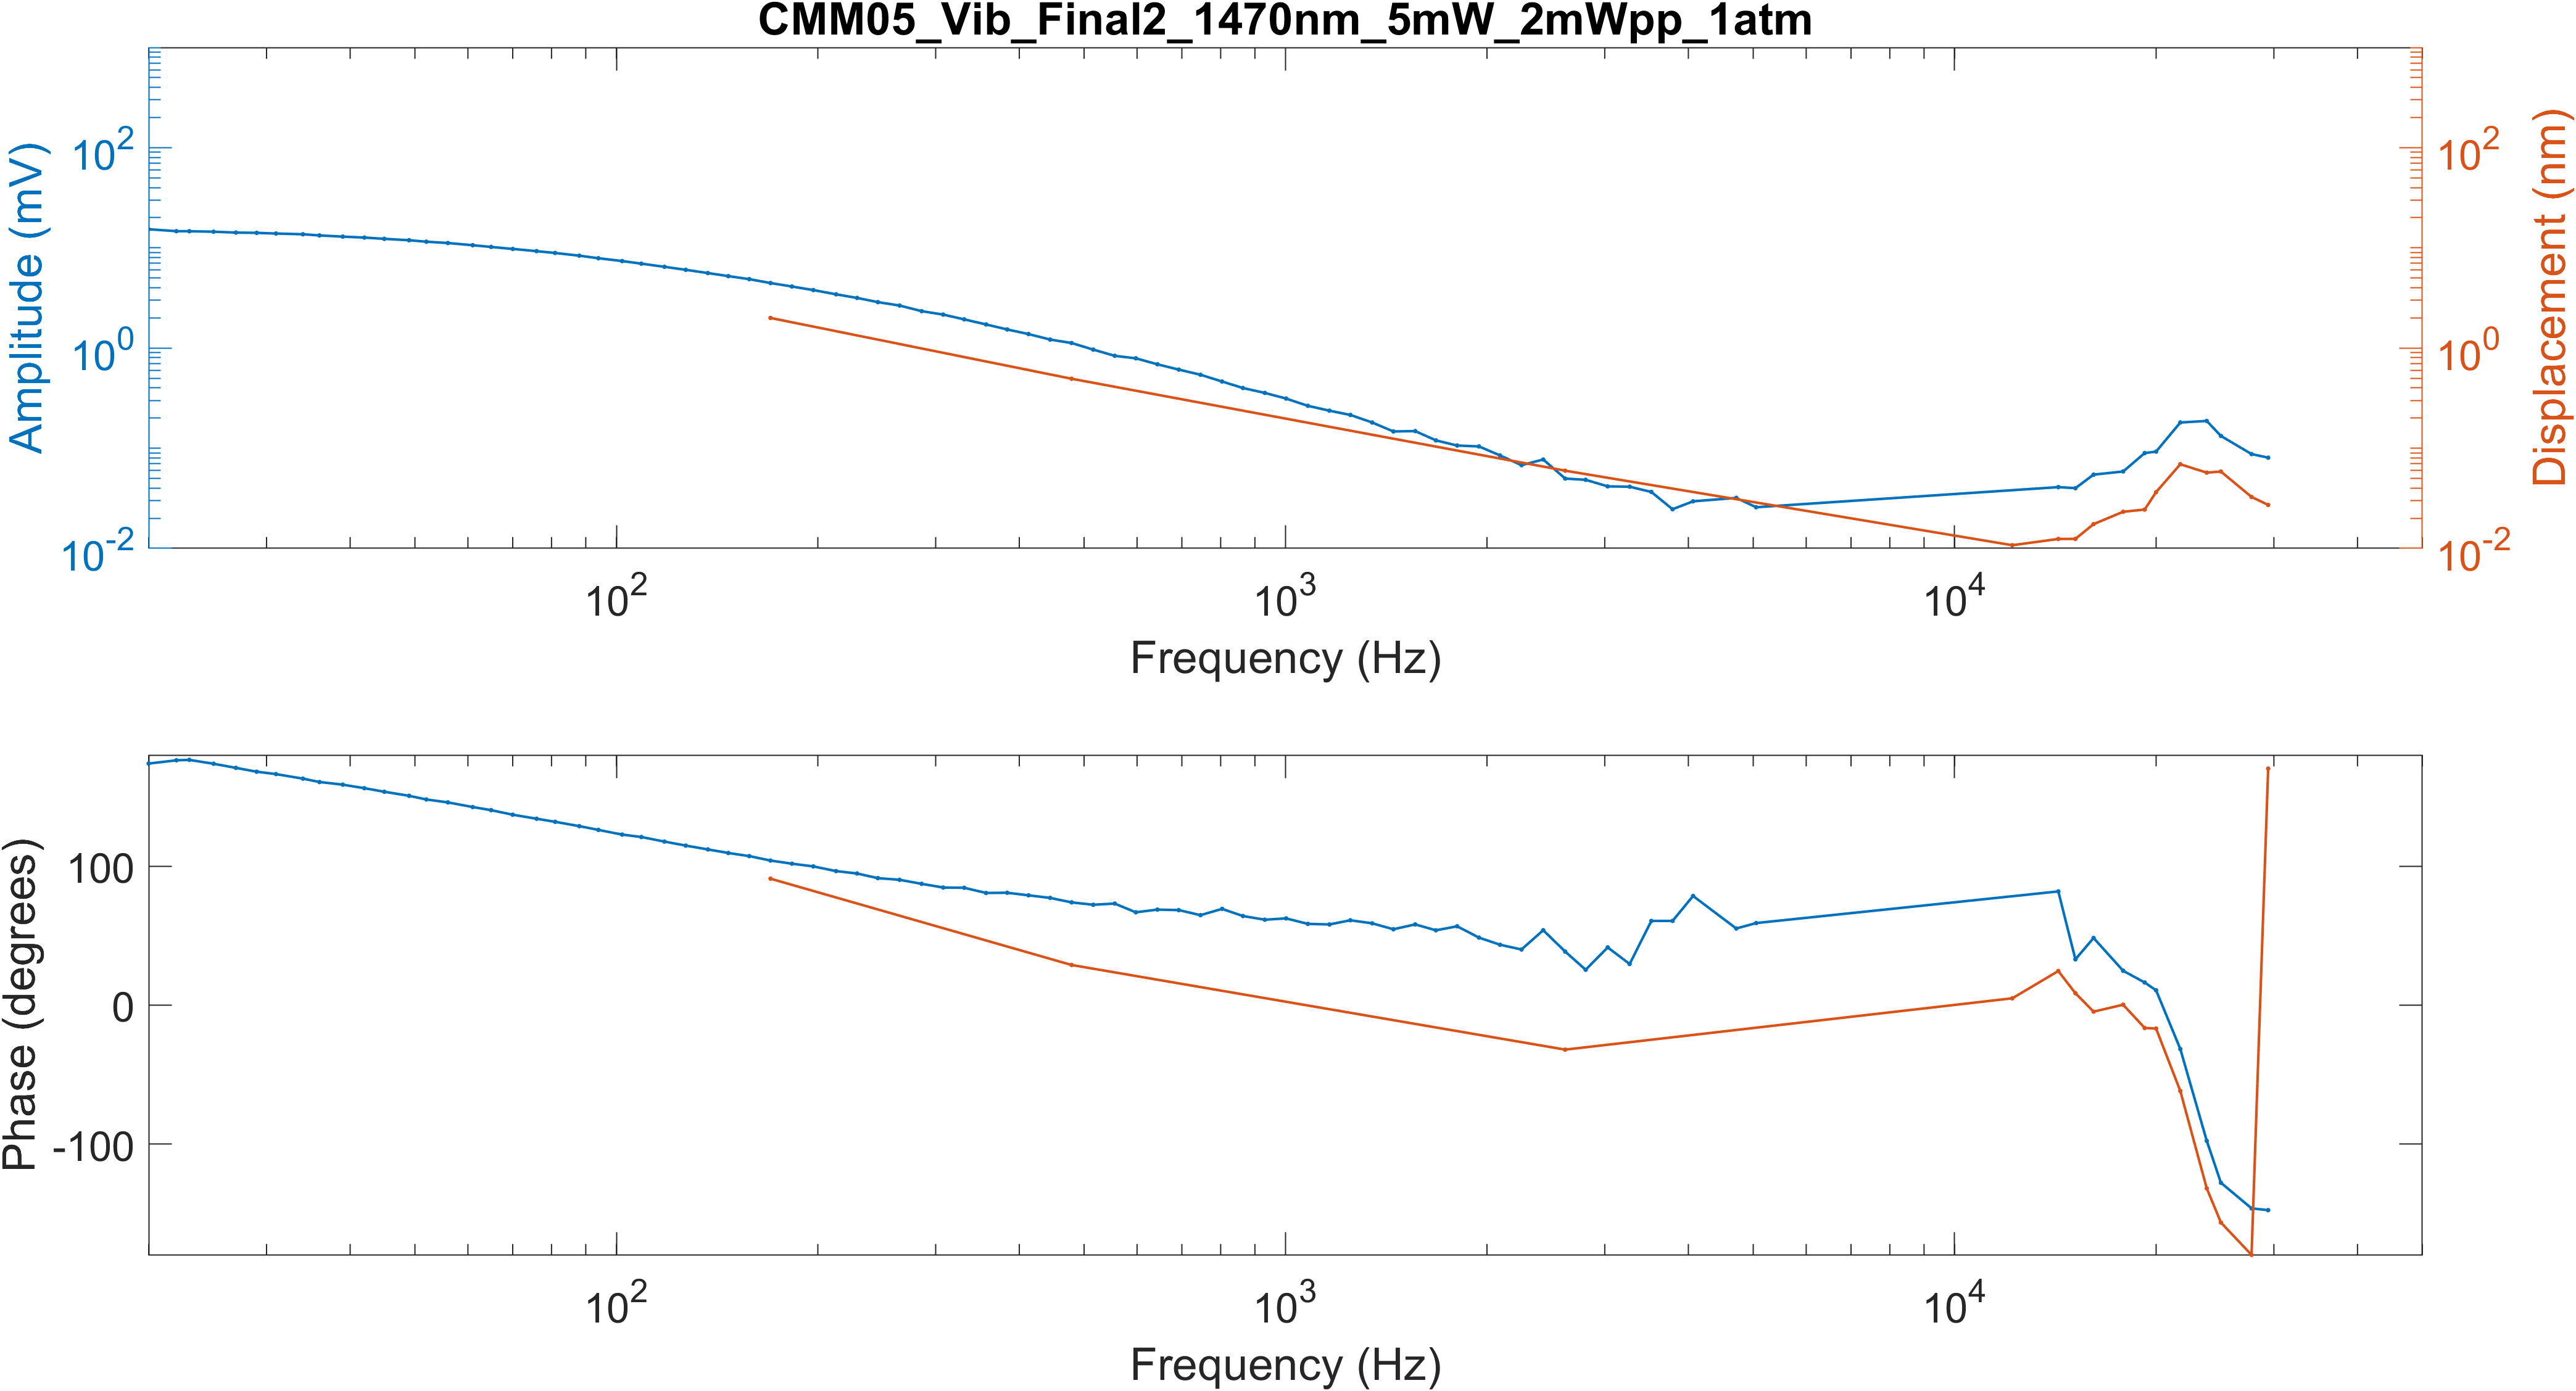 CMM05_Vib_Final2_1470nm_5mW_2mWpp_1atm
Amplitude (mV)
10^2
10^0
10^-2
10^2
10^0
10^-2
Displacement (nm)
10^2
10^3
10^4
Frequency (Hz)
Phase (degrees)
100
0
-100
10^2
10^3
10^4
Frequency (Hz)